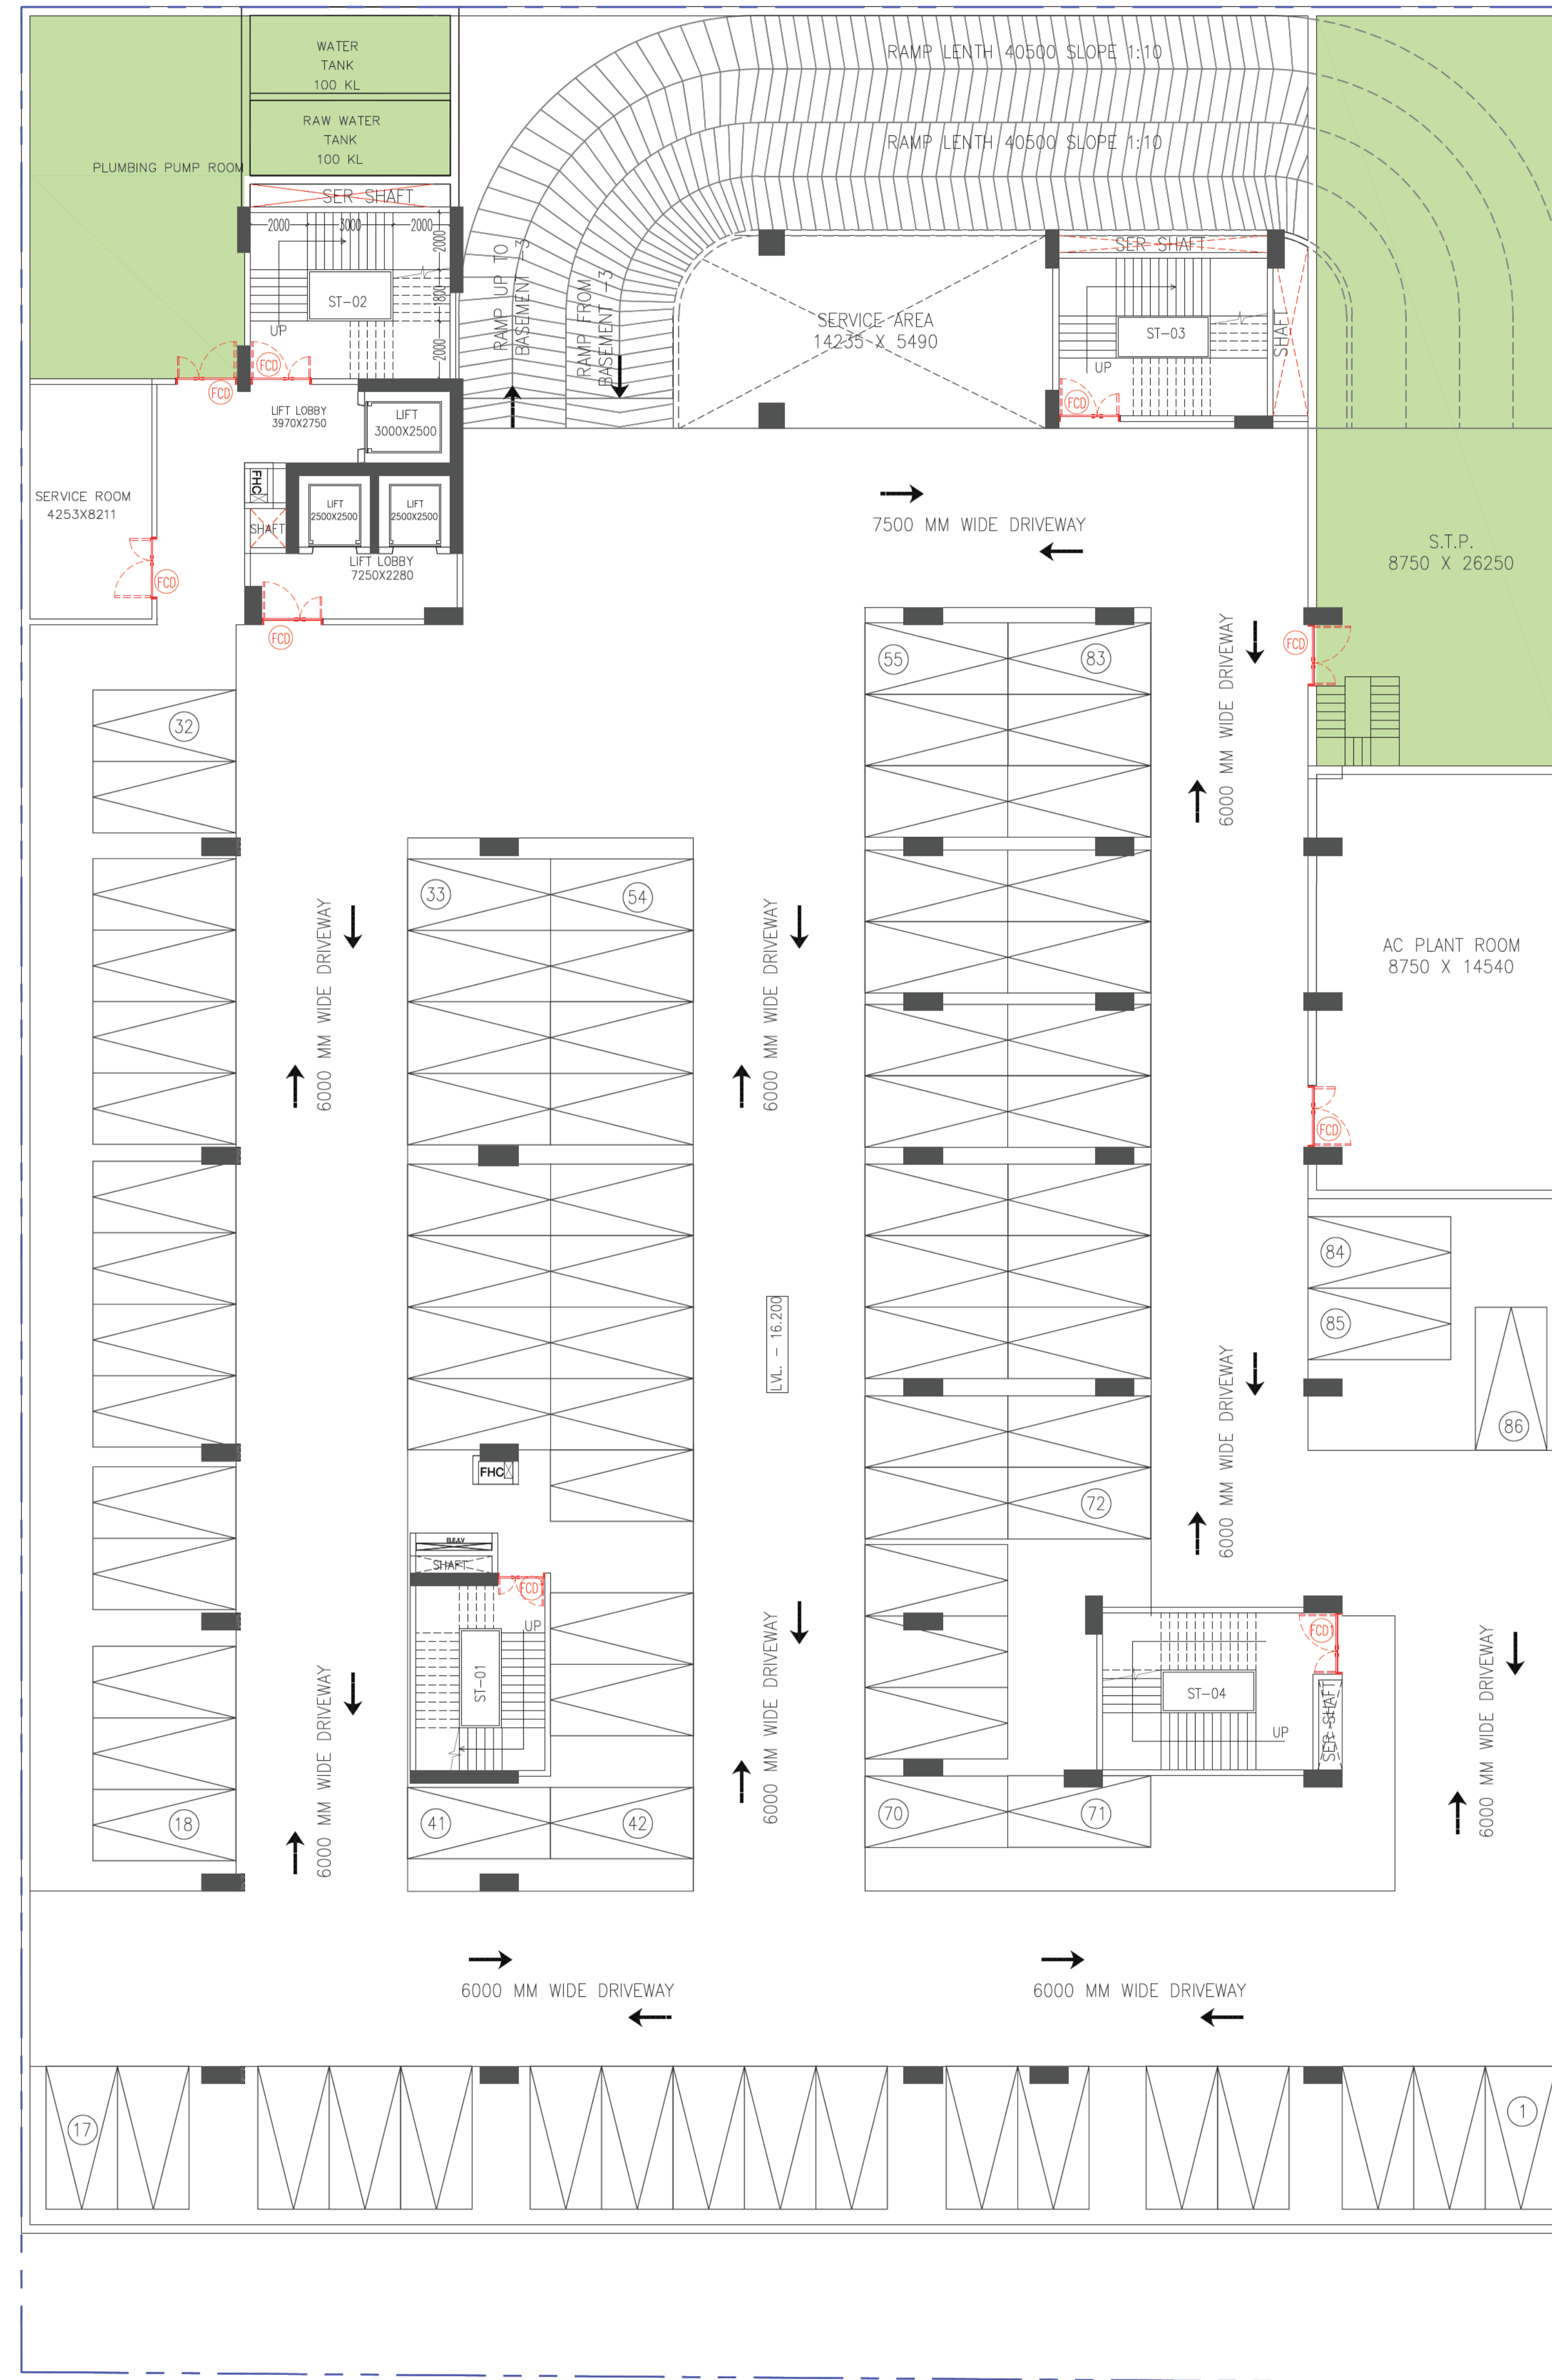 WATER
TANK
100 KL
RAW WATER
TANK
100 KL
PLUMBING PUMP ROOM
RAMP LENTH 40500 SLOPE 1:10
RAMP LENTH 40500 SLOPE 1:10
SER SHAFT
2000
3000
2000
2000
1800
2000
ST-02
UP
FCD
FCD
RAMP UP TO
BASEMENT -3
RAMP FROM
BASEMENT -3
SERVICE AREA
14235 X 5490
SER SHAFT
ST-03
UP
SHAFT
FCD
LIFT LOBBY
3970X2750
LIFT
3000X2500
FHC
SHAFT
LIFT
2500X2500
LIFT
2500X2500
LIFT LOBBY
7250X2280
SERVICE ROOM
4253X8211
FCD
FCD
7500 MM WIDE DRIVEWAY
S.T.P.
8750 X 26250
FCD
55
83
6000 MM WIDE DRIVEWAY
32
33
54
6000 MM WIDE DRIVEWAY
6000 MM WIDE DRIVEWAY
AC PLANT ROOM
8750 X 14540
FCD
84
85
86
LVL. - 16.200
6000 MM WIDE DRIVEWAY
FHC
72
SHAFT
FCD
UP
ST-01
6000 MM WIDE DRIVEWAY
6000 MM WIDE DRIVEWAY
FCD
ST-04
UP
SER-SHAFT
6000 MM WIDE DRIVEWAY
18
41
42
70
71
6000 MM WIDE DRIVEWAY
6000 MM WIDE DRIVEWAY
17
1